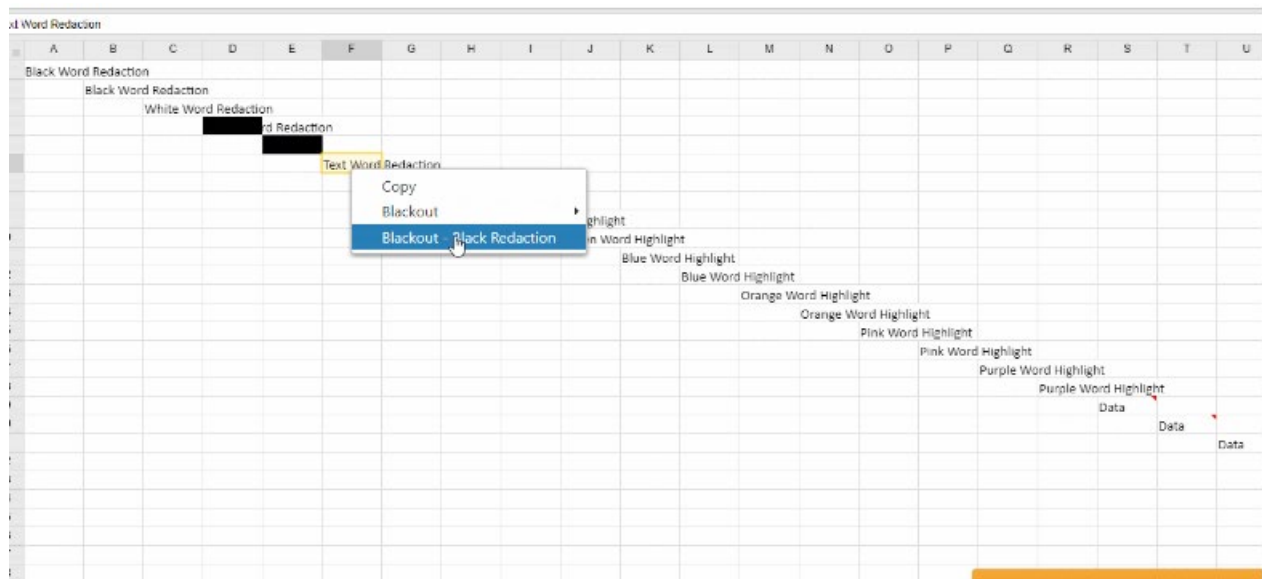 xt Word Redaction
A B C D E F G H I J K L M N O P Q R S T U
Black Word Redaction
Black Word Redaction
White Word Redaction
rd Redaction
Text Word Redaction
Copy
Blackout
ghlight
Blackout - Black Redaction
n Word Highlight
Blue Word Highlight
Blue Word Highlight
Orange Word Highlight
Orange Word Highlight
Pink Word Highlight
Pink Word Highlight
Purple Word Highlight
Purple Word Highlight
Data
Data
Data